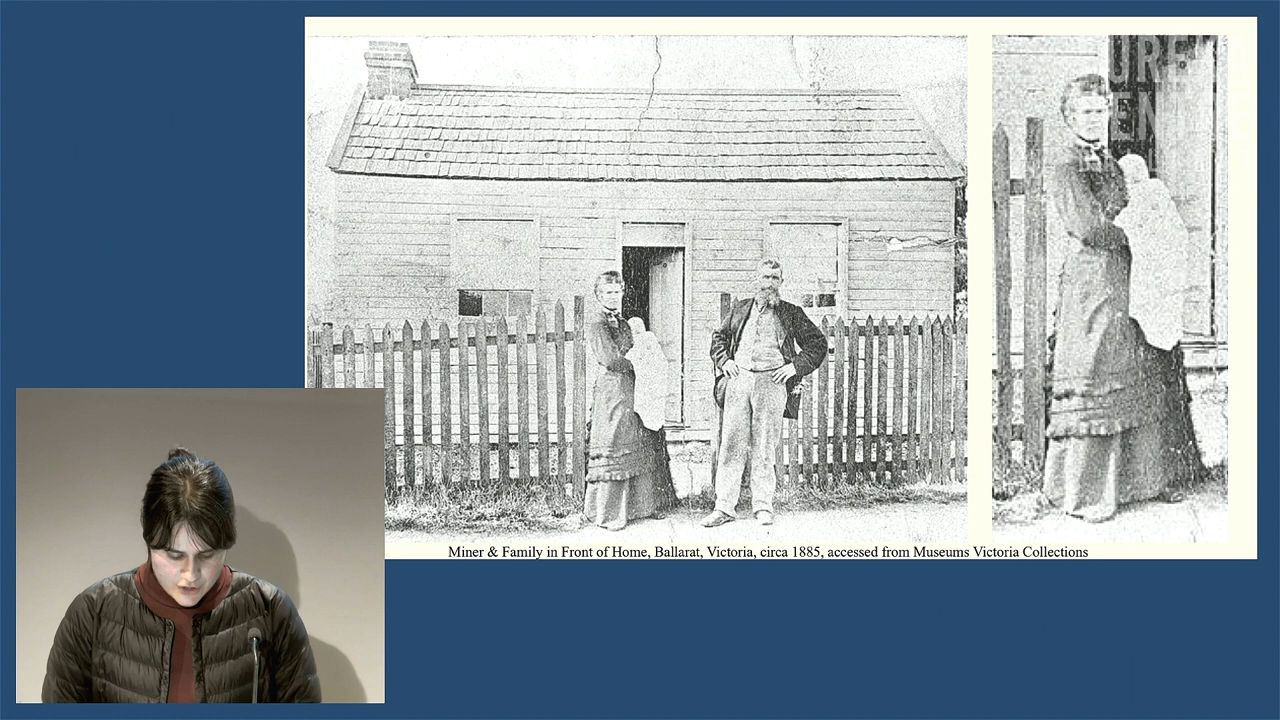 Miner & Family in Front of Home, Ballarat, Victoria, circa 1885, accessed from Museums Victoria Collections